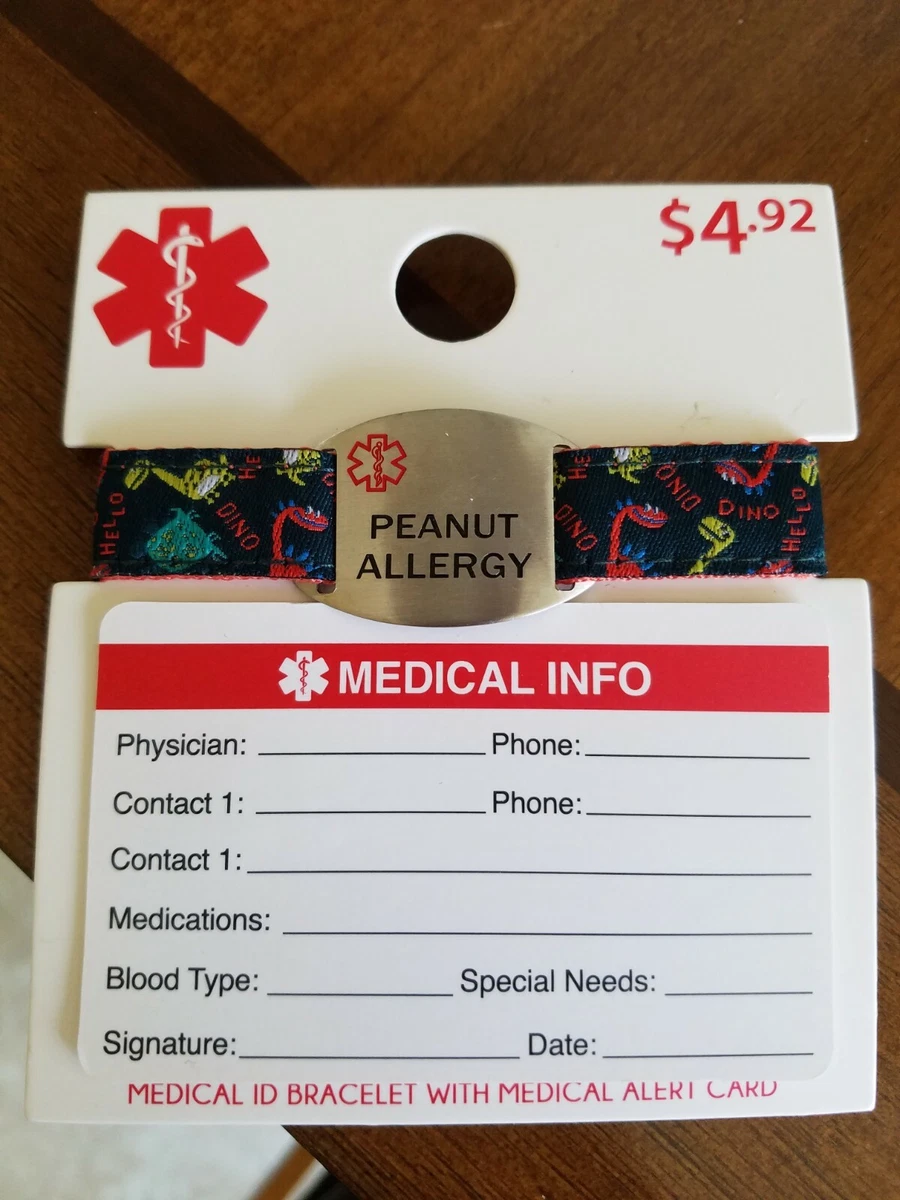 $4.92
HELLO DINO HE DINO DINO DINO HELLO
PEANUT
ALLERGY
MEDICAL INFO
Physician: Phone:
Contact 1: Phone:
Contact 1:
Medications:
Blood Type: Special Needs:
Signature: Date:
MEDICAL ID BRACELET WITH MEDICAL ALERT CARD